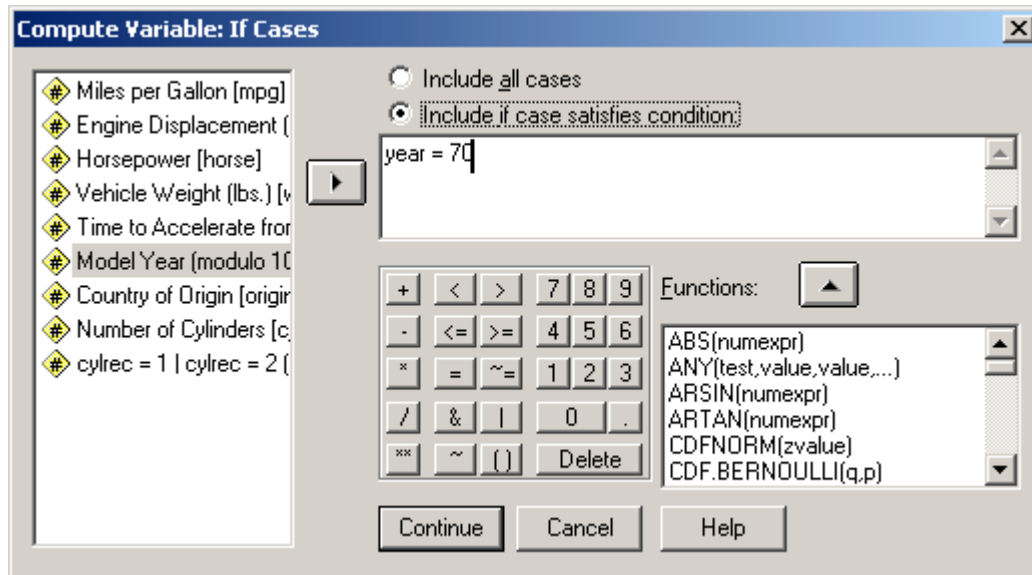 Compute Variable: If Cases
Miles per Gallon [mpg]
Engine Displacement (
Horsepower [horse]
Vehicle Weight (lbs.) [w
Time to Accelerate from
Model Year (modulo 10
Country of Origin [origin
Number of Cylinders [c
cylrec = 1 | cylrec = 2 (
Include all cases
Include if case satisfies condition:
year = 70
+ < > 7 8 9
- <= >= 4 5 6
* = ~= 1 2 3
/ & | 0 .
** ~ () Delete
Functions:
ABS(numexpr)
ANY(test,value,value,...)
ARSIN(numexpr)
ARTAN(numexpr)
CDFNORM(zvalue)
CDF.BERNOULLI(q,p)
Continue
Cancel
Help